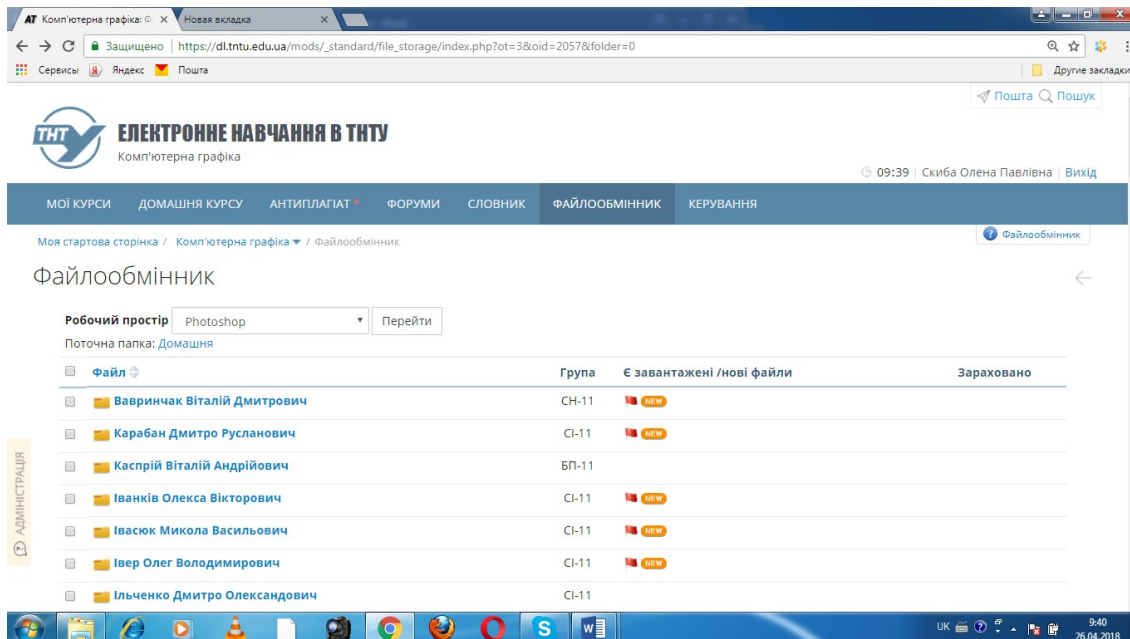 Комп'ютерна графіка:
Новая вкладка
Защищено | https://dl.tntu.edu.ua/mods/_standard/file_storage/index.php?ot=3&oid=2057&folder=0
Сервисы Яндекс Почта
Другие закладки
Пошта Пошук
ТНТУ
ЕЛЕКТРОННЕ НАВЧАННЯ В ТНТУ
Комп'ютерна графіка
09:39 | Скиба Олена Павлівна | Вихід
МОЇ КУРСИ ДОМАШНЯ КУРСУ АНТИПЛАГІАТ ФОРУМИ СЛОВНИК ФАЙЛООБМІННИК КЕРУВАННЯ
Моя стартова сторінка / Комп'ютерна графіка / Файлообмінник
Файлообмінник
Файлообмінник
Робочий простір Photoshop Перейти
Поточна папка: Домашня
Файл Група Є завантажені /нові файли Зараховано
Вавринчак Віталій Дмитрович СН-11 NEW
Карабан Дмитро Русланович СІ-11 NEW
Каспрій Віталій Андрійович БП-11
Іванків Олекса Вікторович СІ-11 NEW
Івасюк Микола Васильович СІ-11 NEW
Івер Олег Володимирович СІ-11 NEW
Ільченко Дмитро Олександович СІ-11
АДМІНІСТРАЦІЯ
UK 9:40
26.04.2018